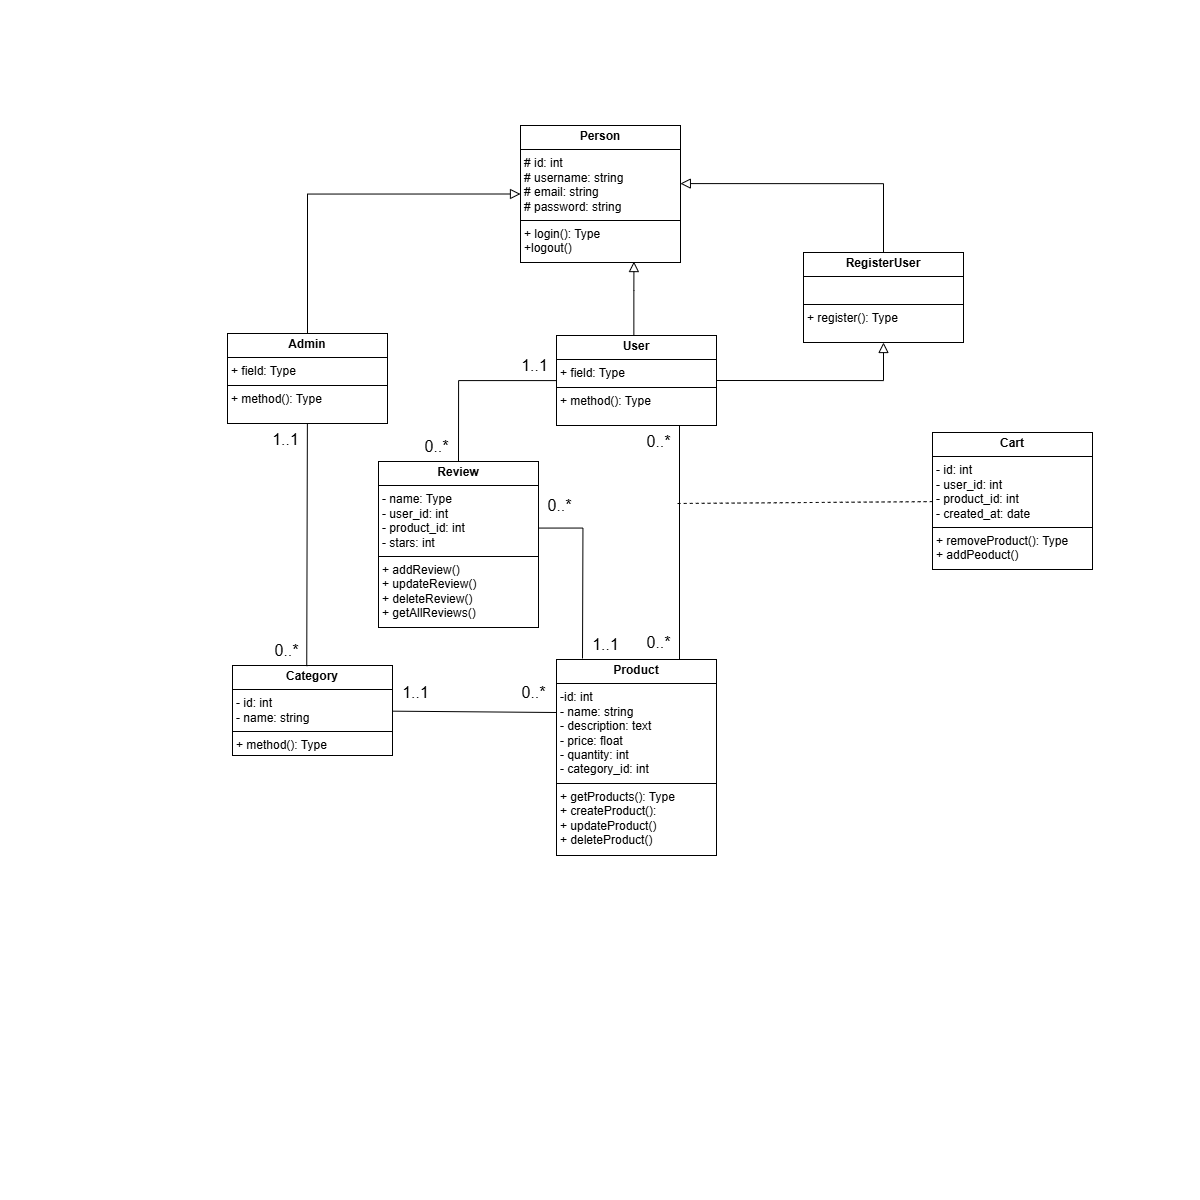 Person
# id: int
# username: string
# email: string
# password: string
+ login(): Type
+logout()
RegisterUser
+ register(): Type
Admin
+ field: Type
+ method(): Type
1..1
User
+ field: Type
+ method(): Type
1..1
0..*
0..*
Review
- name: Type
- user_id: int
- product_id: int
- stars: int
+ addReview()
+ updateReview()
+ deleteReview()
+ getAllReviews()
0..*
Cart
- id: int
- user_id: int
- product_id: int
- created_at: date
+ removeProduct(): Type
+ addPeoduct()
0..*
1..1
0..*
Category
- id: int
- name: string
+ method(): Type
1..1
0..*
Product
-id: int
- name: string
- description: text
- price: float
- quantity: int
- category_id: int
+ getProducts(): Type
+ createProduct():
+ updateProduct()
+ deleteProduct()